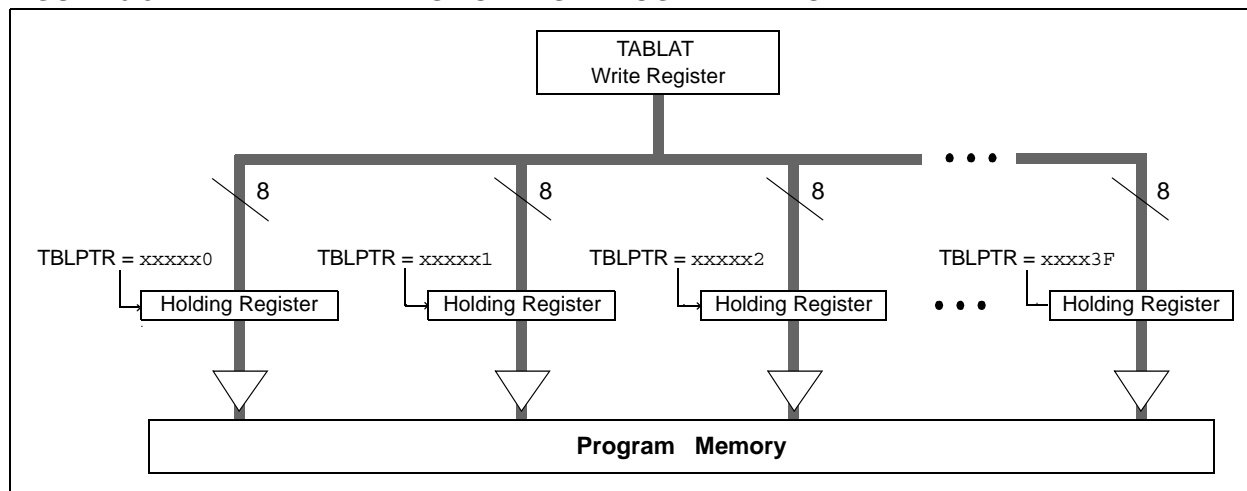 TABLAT
Write Register
8
8
8
8
TBLPTR = xxxxx0
TBLPTR = xxxxx1
TBLPTR = xxxxx2
TBLPTR = xxxx3F
Holding Register
Holding Register
Holding Register
Holding Register
Program Memory